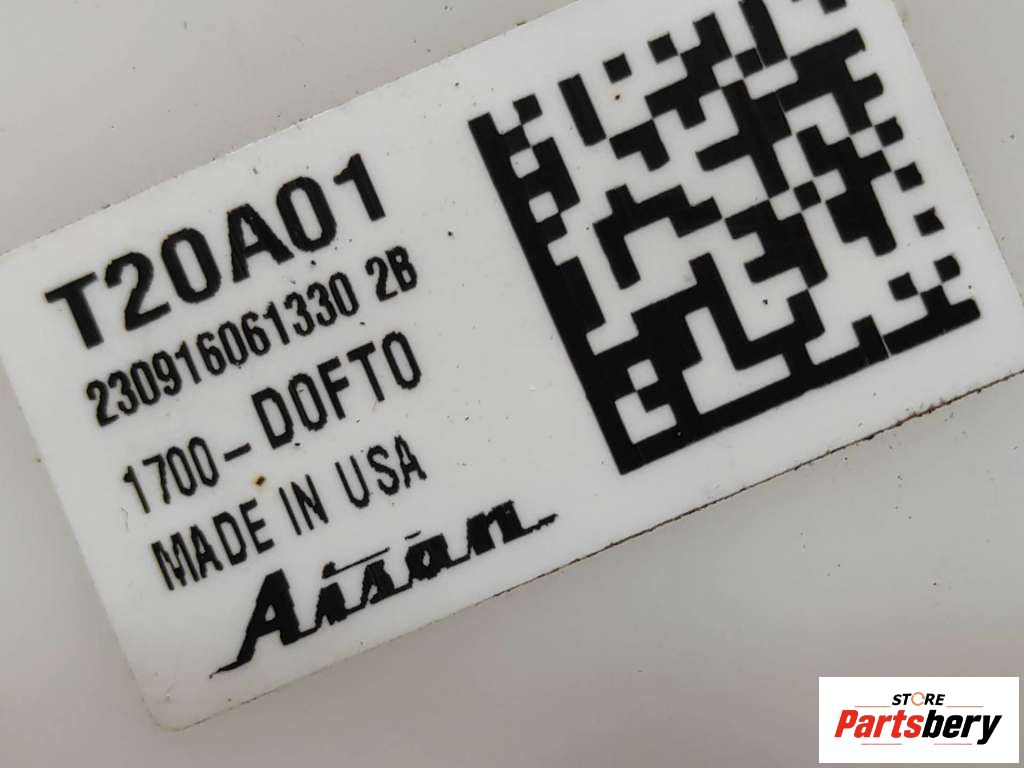 T20A01
230916061330 2B
1700-DOFTO
MADE IN USA
Aisan
STORE
Partsbery